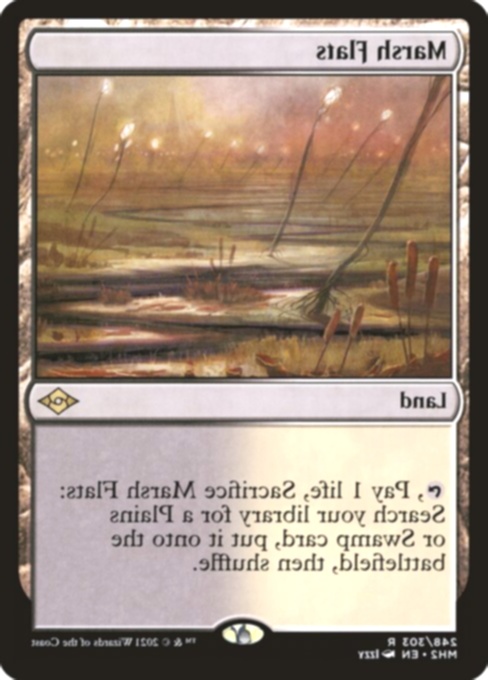 Marsh Flats
Land
, Pay 1 life, Sacrifice Marsh Flats:
Search your library for a Plains
or Swamp card, put it onto the
battlefield, then shuffle.
248/303 R
MH2 • EN Izzy
™ & © 2021 Wizards of the Coast